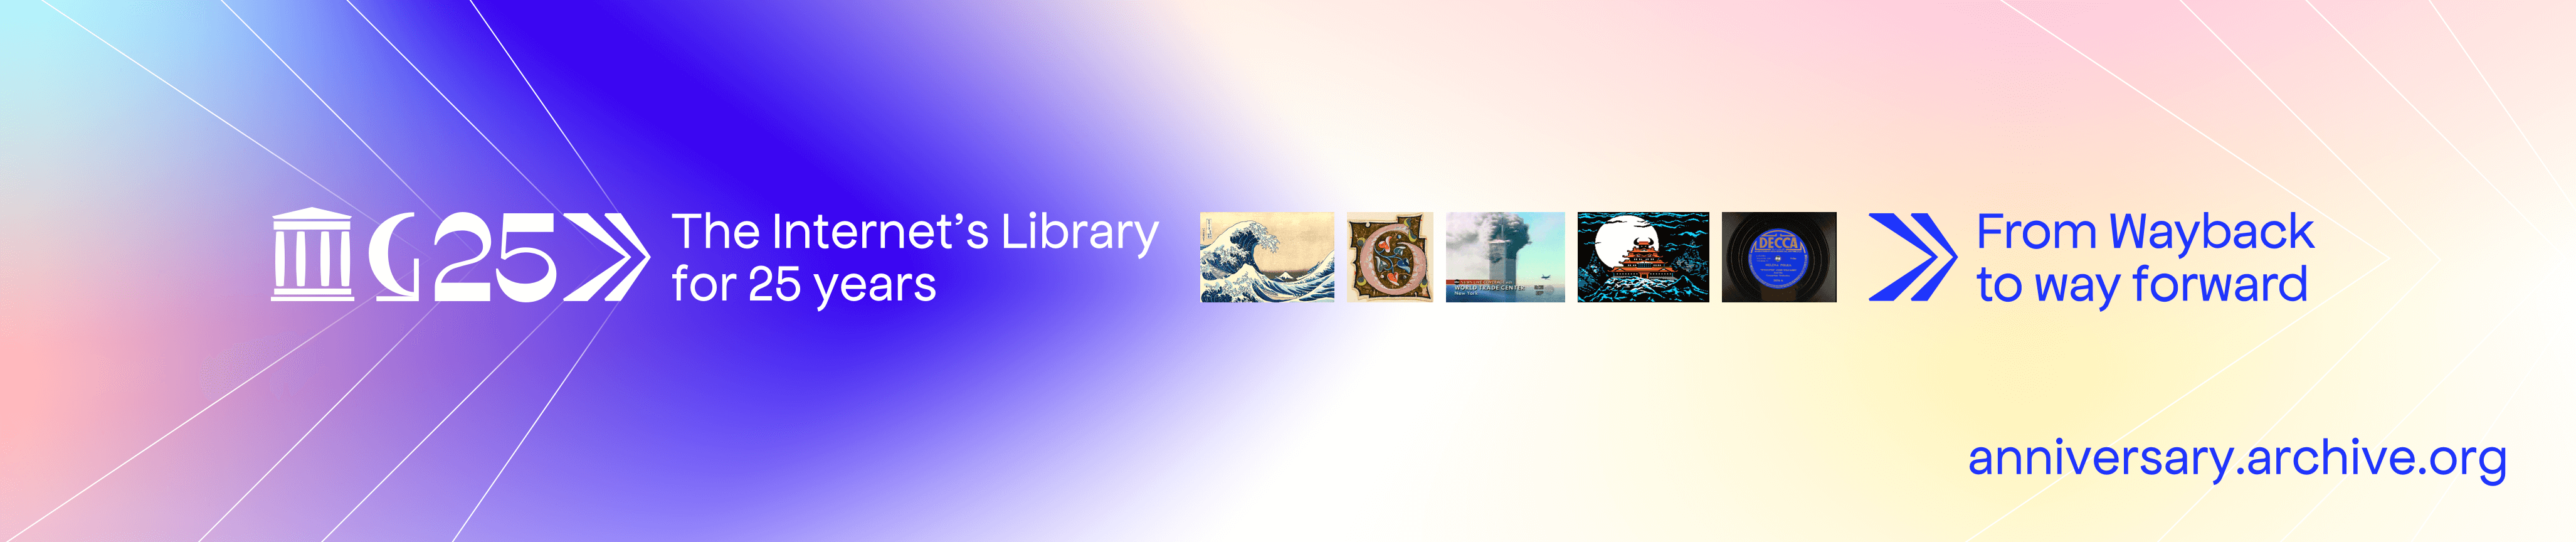 25
The Internet's Library
for 25 years
WORLD TRADE CENTER
New York
DECCA
From Wayback
to way forward
anniversary.archive.org